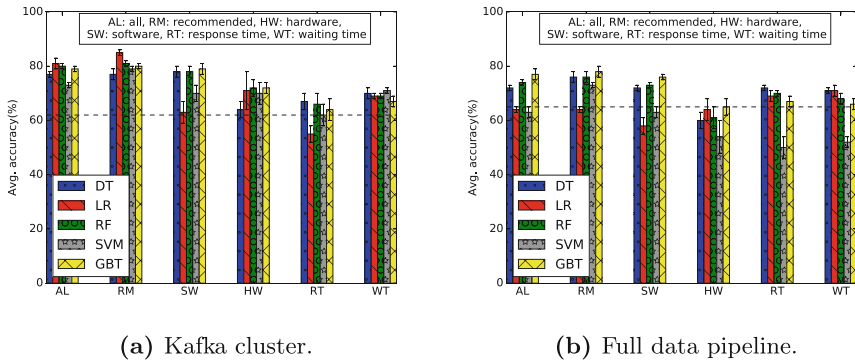 AL: all, RM: recommended, HW: hardware,
SW: software, RT: response time, WT: waiting time
Avg. accuracy(%)
100
80
60
40
20
0
DT
LR
RF
SVM
GBT
AL RM SW HW RT WT
(a) Kafka cluster.
AL: all, RM: recommended, HW: hardware,
SW: software, RT: response time, WT: waiting time
Avg. accuracy(%)
100
80
60
40
20
0
DT
LR
RF
SVM
GBT
AL RM SW HW RT WT
(b) Full data pipeline.